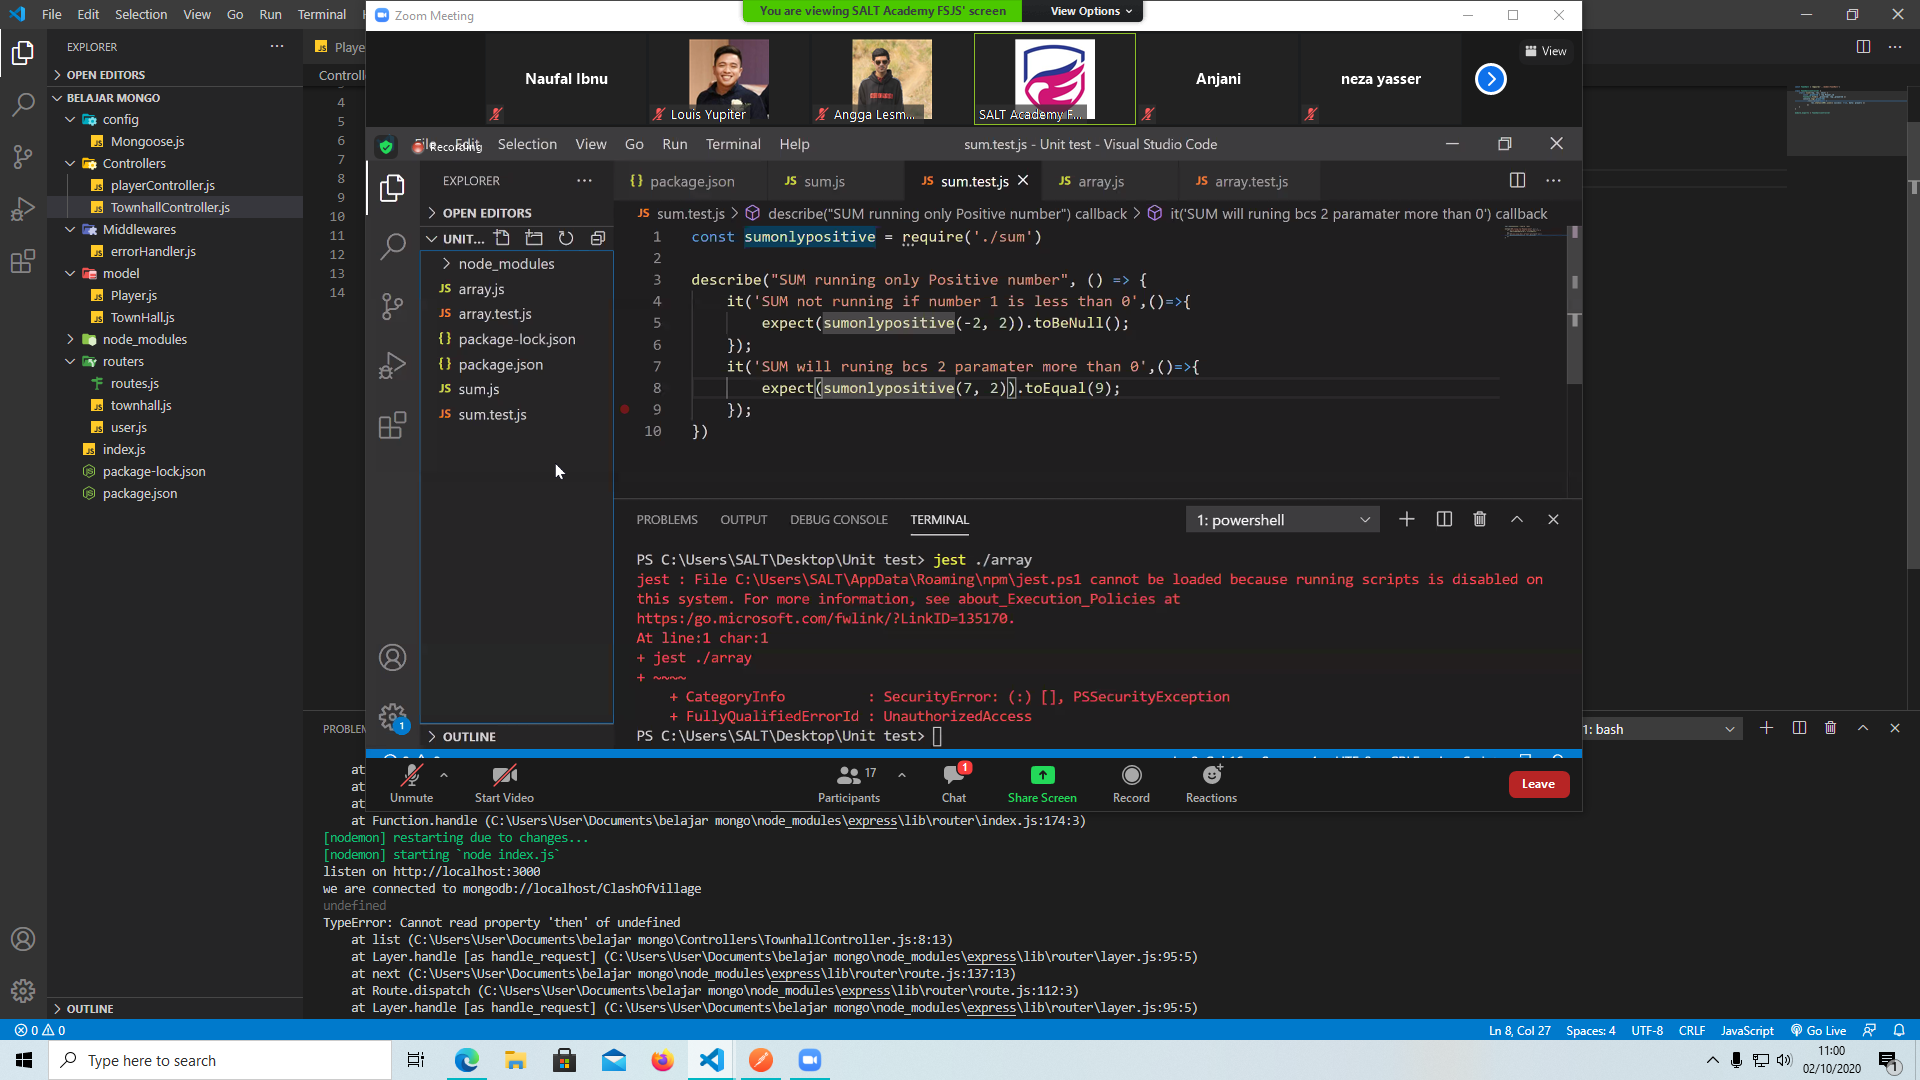 File Edit Selection View Go Run Terminal
Zoom Meeting
You are viewing SALT Academy FSJS' screen
View Options
EXPLORER
OPEN EDITORS
BELAJAR MONGO
config
Mongoose.js
Controllers
playerController.js
TownhallController.js
Middlewares
errorHandler.js
model
Player.js
TownHall.js
node_modules
routers
routes.js
townhall.js
user.js
index.js
package-lock.json
package.json
OUTLINE
Playe
Controll
4
5
6
7
8
9
10
11
12
13
14
Naufal Ibnu
Louis Yupiter
Angga Lesm...
SALT Academy F...
Anjani
neza yasser
View
Recording
File Edit Selection View Go Run Terminal Help
sum.test.js - Unit test - Visual Studio Code
EXPLORER
OPEN EDITORS
UNIT...
node_modules
array.js
array.test.js
package-lock.json
package.json
sum.js
sum.test.js
OUTLINE
1
package.json
sum.js
sum.test.js
array.js
array.test.js
sum.test.js > describe("SUM running only Positive number") callback > it('SUM will runing bcs 2 paramater more than 0') callback
1 const sumonlypositive = require('./sum')
2
3 describe("SUM running only Positive number", () => {
4 it('SUM not running if number 1 is less than 0',()=>{
5 expect(sumonlypositive(-2, 2)).toBeNull();
6 });
7 it('SUM will runing bcs 2 paramater more than 0',()=>{
8 expect(sumonlypositive(7, 2)).toEqual(9);
9 });
10 })
PROBLEMS OUTPUT DEBUG CONSOLE TERMINAL
1: powershell
PS C:\Users\SALT\Desktop\Unit test> jest ./array
jest : File C:\Users\SALT\AppData\Roaming\npm\jest.ps1 cannot be loaded because running scripts is disabled on
this system. For more information, see about_Execution_Policies at
https:/go.microsoft.com/fwlink/?LinkID=135170.
At line:1 char:1
+ jest ./array
+ ~~~~
+ CategoryInfo : SecurityError: (:) [], PSSecurityException
+ FullyQualifiedErrorId : UnauthorizedAccess
PS C:\Users\SALT\Desktop\Unit test>
Unmute
Start Video
17
Participants
1
Chat
Share Screen
Record
Reactions
Leave
PROBLEM
1: bash
at
at
at
at Function.handle (C:\Users\User\Documents\belajar mongo\node_modules\express\lib\router\index.js:174:3)
[nodemon] restarting due to changes...
[nodemon] starting `node index.js`
listen on http://localhost:3000
we are connected to mongodb://localhost/ClashOfVillage
undefined
TypeError: Cannot read property 'then' of undefined
at list (C:\Users\User\Documents\belajar mongo\Controllers\TownhallController.js:8:13)
at Layer.handle [as handle_request] (C:\Users\User\Documents\belajar mongo\node_modules\express\lib\router\layer.js:95:5)
at next (C:\Users\User\Documents\belajar mongo\node_modules\express\lib\router\route.js:137:13)
at Route.dispatch (C:\Users\User\Documents\belajar mongo\node_modules\express\lib\router\route.js:112:3)
at Layer.handle [as handle_request] (C:\Users\User\Documents\belajar mongo\node_modules\express\lib\router\layer.js:95:5)
0 0
Ln 8, Col 27 Spaces: 4 UTF-8 CRLF JavaScript Go Live
Type here to search
11:00
02/10/2020
1